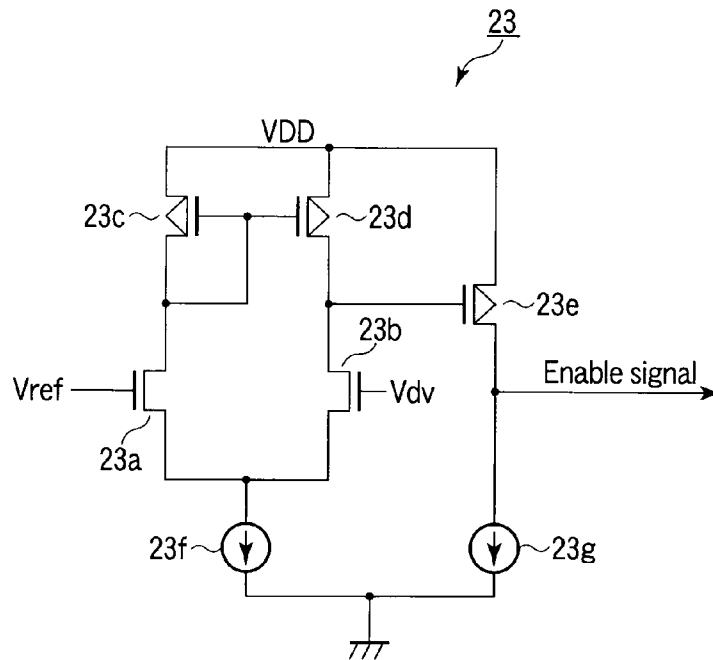 23
VDD
23c
23d
23e
23b
Enable signal
Vref
Vdv
23a
23f
23g